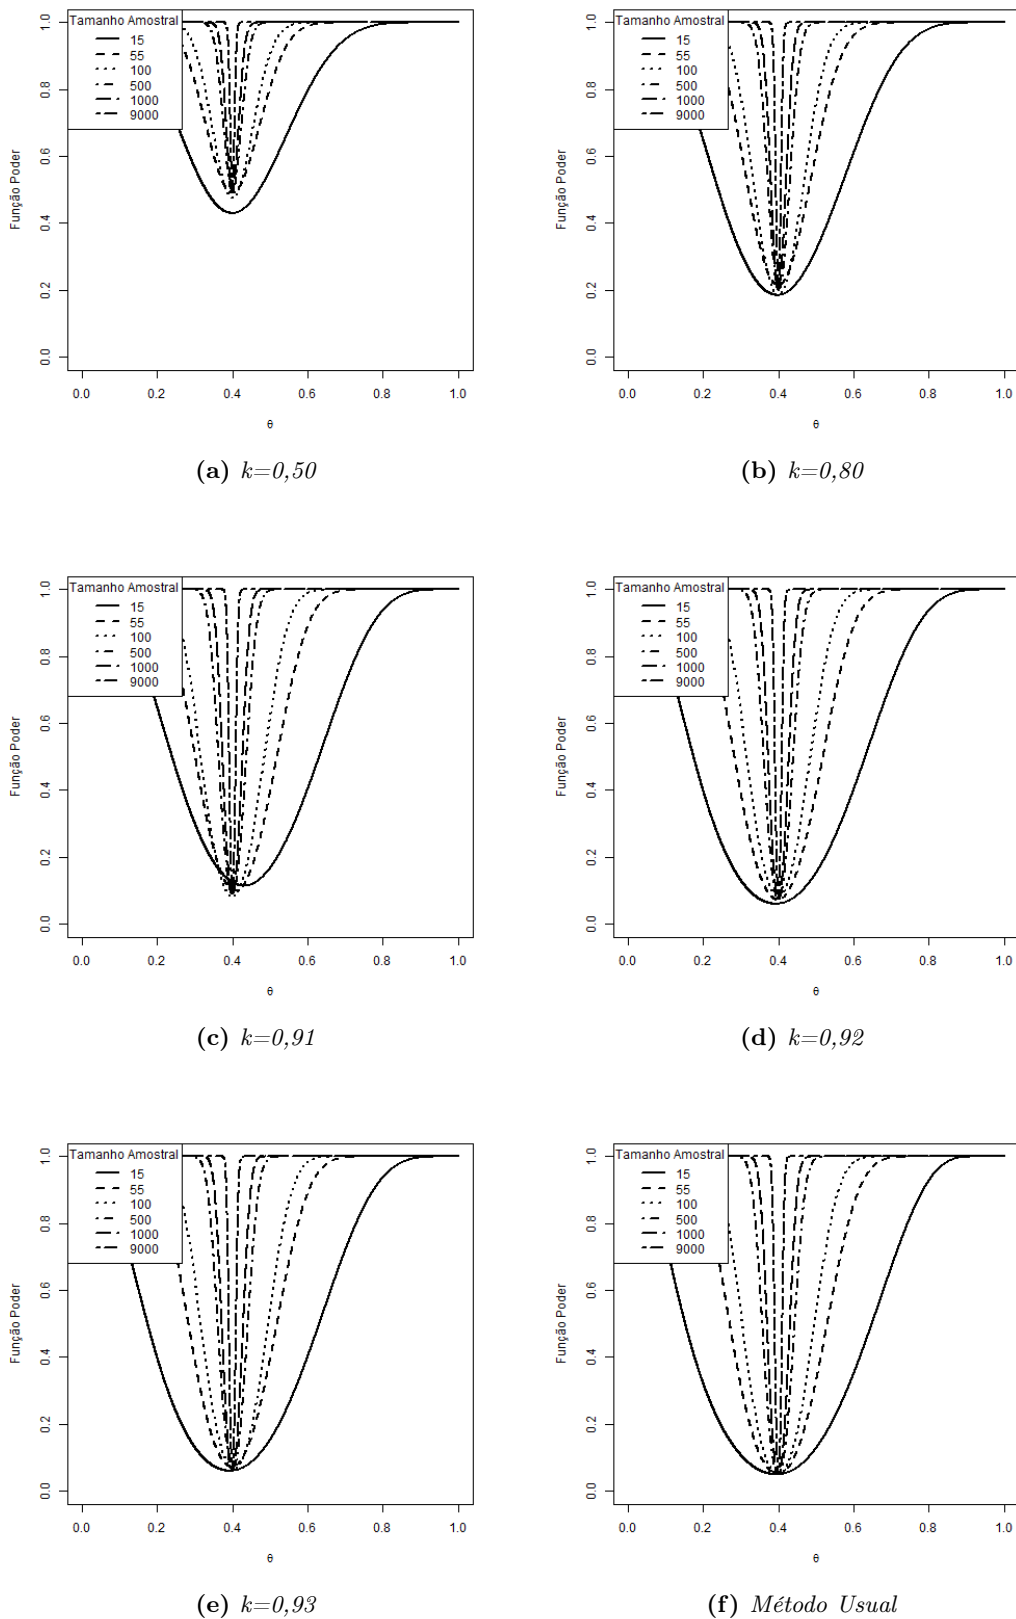 Tamanho Amostral
15
55
100
500
1000
9000
Função Poder
0.0 0.2 0.4 0.6 0.8 1.0
0.0 0.2 0.4 0.6 0.8 1.0
θ
(a) k=0,50
Tamanho Amostral
15
55
100
500
1000
9000
Função Poder
0.0 0.2 0.4 0.6 0.8 1.0
0.0 0.2 0.4 0.6 0.8 1.0
θ
(b) k=0,80
Tamanho Amostral
15
55
100
500
1000
9000
Função Poder
0.0 0.2 0.4 0.6 0.8 1.0
0.0 0.2 0.4 0.6 0.8 1.0
θ
(c) k=0,91
Tamanho Amostral
15
55
100
500
1000
9000
Função Poder
0.0 0.2 0.4 0.6 0.8 1.0
0.0 0.2 0.4 0.6 0.8 1.0
θ
(d) k=0,92
Tamanho Amostral
15
55
100
500
1000
9000
Função Poder
0.0 0.2 0.4 0.6 0.8 1.0
0.0 0.2 0.4 0.6 0.8 1.0
θ
(e) k=0,93
Tamanho Amostral
15
55
100
500
1000
9000
Função Poder
0.0 0.2 0.4 0.6 0.8 1.0
0.0 0.2 0.4 0.6 0.8 1.0
θ
(f) Método Usual